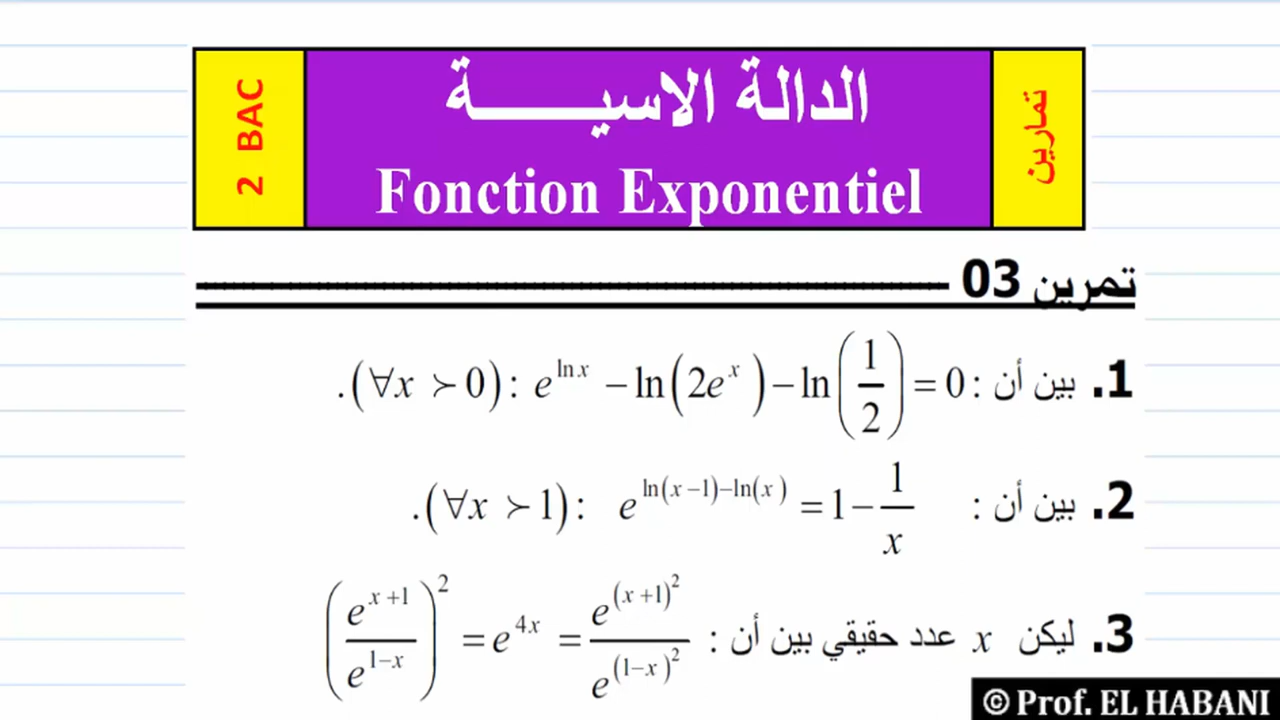 2 BAC
الدالة الاسيـــــــة
تمارين
Fonction Exponentiel
تمرين 03
1. بين أن : (∀x ≻ 0) : e^{ln x} − ln(2e^x) − ln(1/2) = 0.
2. بين أن : (∀x ≻ 1) : e^{ln(x−1)−ln(x)} = 1 − 1/x.
3. ليكن x عدد حقيقي بين أن : (e^{x+1}/e^{1−x})^2 = e^{4x} = e^{(x+1)^2}/e^{(1−x)^2}
© Prof. EL HABANI